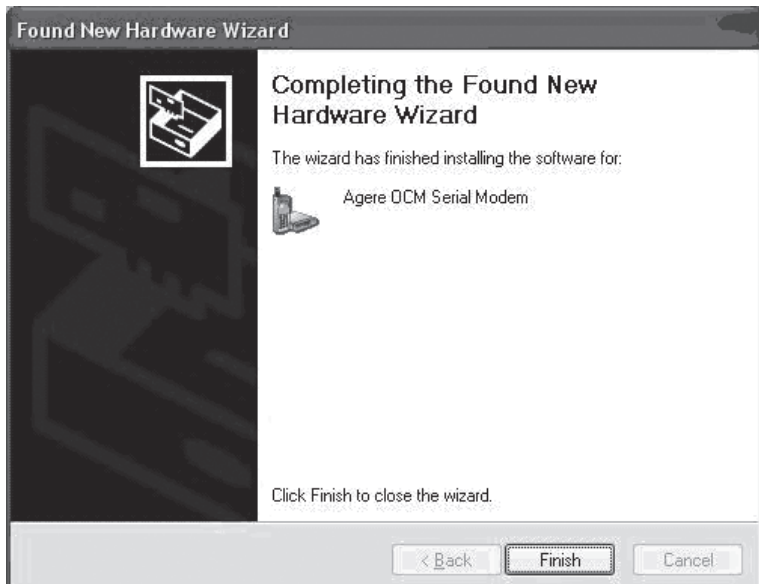 Found New Hardware Wizard
Completing the Found New
Hardware Wizard
The wizard has finished installing the software for:
Agere OCM Serial Modem
Click Finish to close the wizard.
< Back
Finish
Cancel